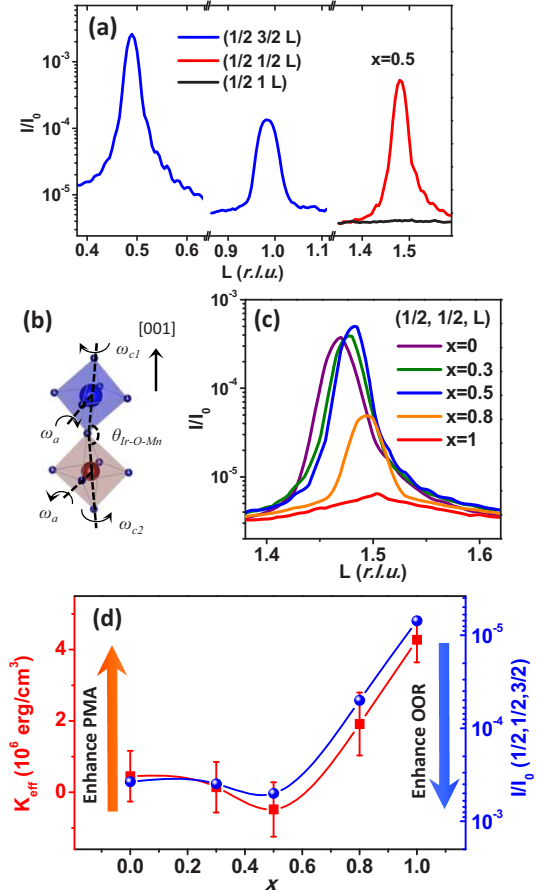 (a)
(1/2 3/2 L)
(1/2 1/2 L)
(1/2 1 L)
x=0.5
10⁻³
10⁻⁴
10⁻⁵
I/I₀
0.4 0.5 0.6 0.9 1.0 1.1 1.4 1.5
L (r.l.u.)
(b)
[001]
ωc1
ωa
θIr-O-Mn
ωa
ωc2
(c)
(1/2, 1/2, L)
x=0
x=0.3
x=0.5
x=0.8
x=1
10⁻³
10⁻⁴
10⁻⁵
I/I₀
1.4 1.5 1.6
L (r.l.u.)
(d)
Keff (10⁶ erg/cm³)
4
2
0
Enhance PMA
Enhance OOR
10⁻⁵
10⁻⁴
10⁻³
I/I₀ (1/2,1/2,3/2)
0.0 0.2 0.4 0.6 0.8 1.0
x